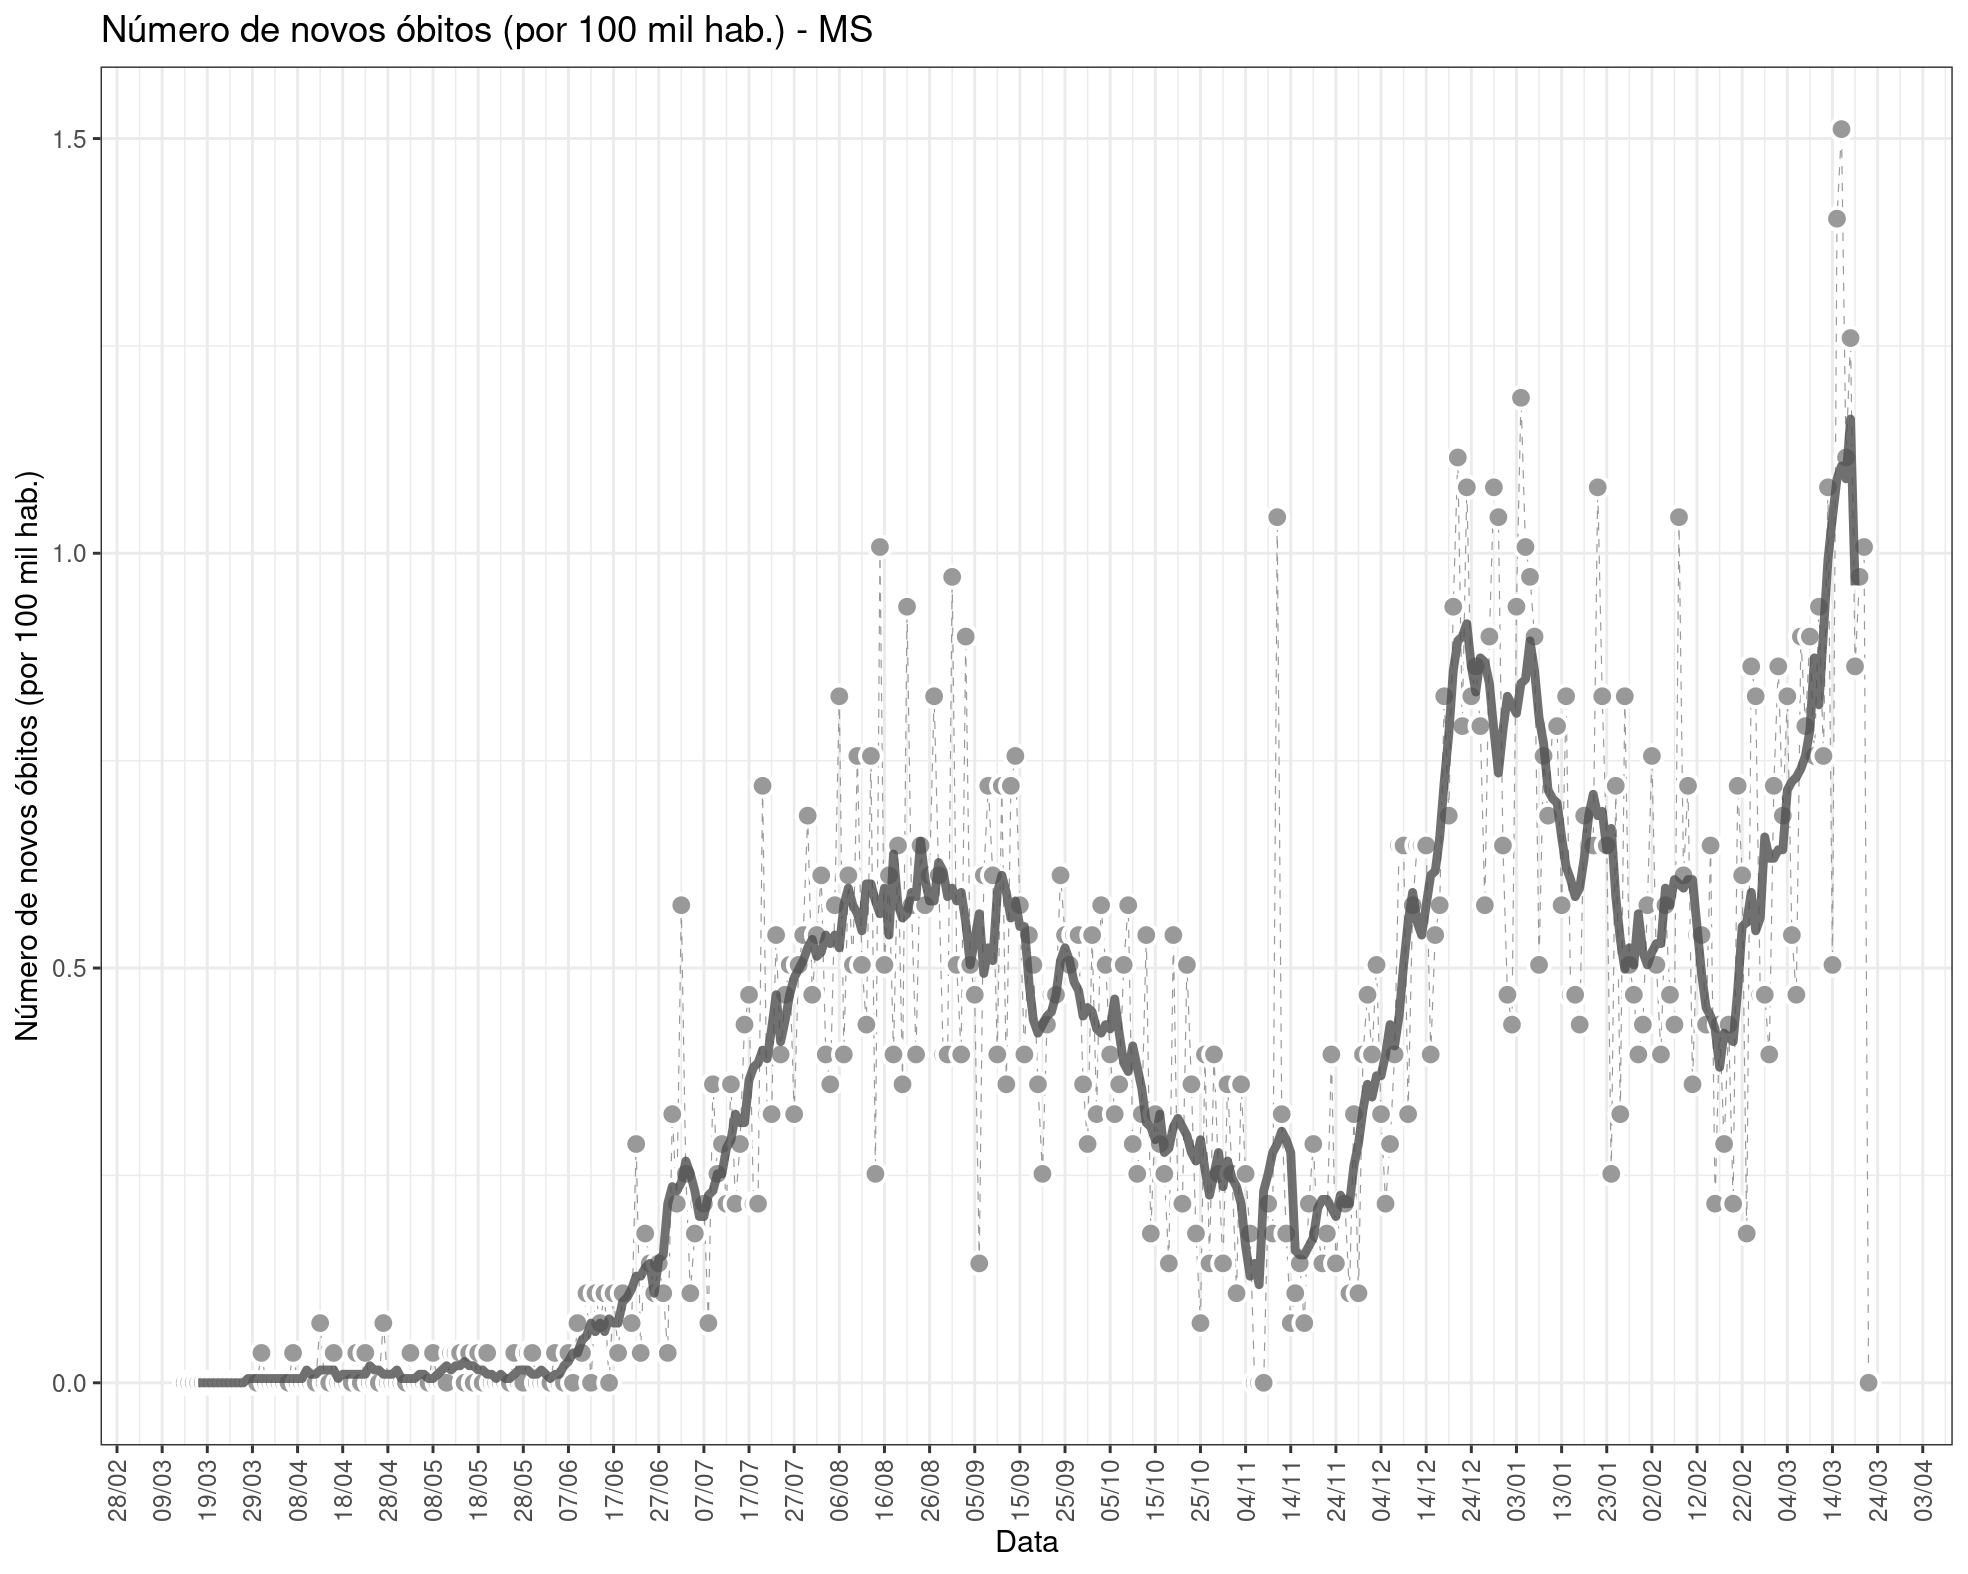 Número de novos óbitos (por 100 mil hab.) - MS
Número de novos óbitos (por 100 mil hab.)
1.5
1.0
0.5
0.0
28/02 09/03 19/03 29/03 08/04 18/04 28/04 08/05 18/05 28/05 07/06 17/06 27/06 07/07 17/07 27/07 06/08 16/08 26/08 05/09 15/09 25/09 05/10 15/10 25/10 04/11 14/11 24/11 04/12 14/12 24/12 03/01 13/01 23/01 02/02 12/02 22/02 04/03 14/03 24/03 03/04
Data